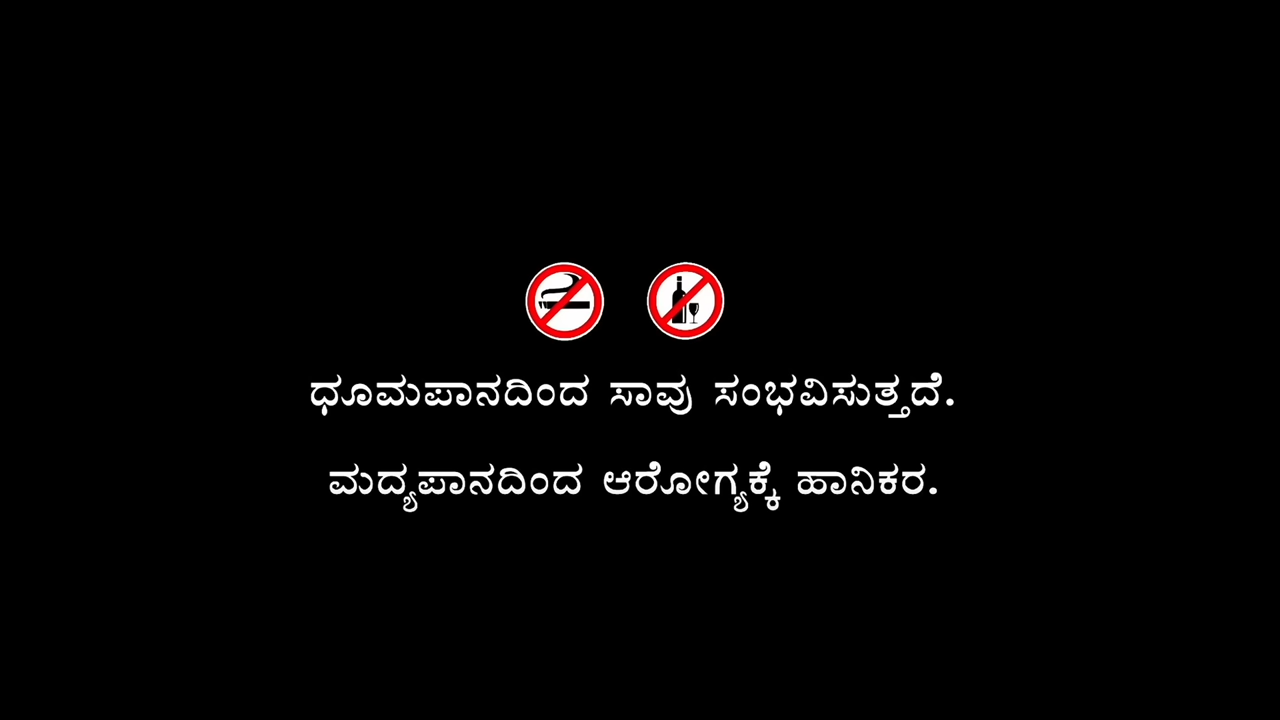 ಧೂಮಪಾನದಿಂದ ಸಾವು ಸಂಭವಿಸುತ್ತದೆ.
ಮದ್ಯಪಾನದಿಂದ ಆರೋಗ್ಯಕ್ಕೆ ಹಾನಿಕರ.